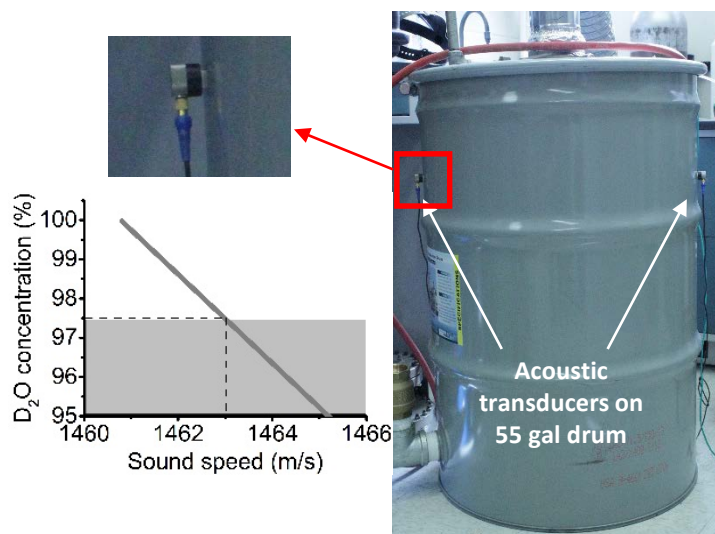 D₂O concentration (%)
100
99
98
97
96
95
1460 1462 1464 1466
Sound speed (m/s)
SPECIFICATIONS
Acoustic
transducers on
55 gal drum